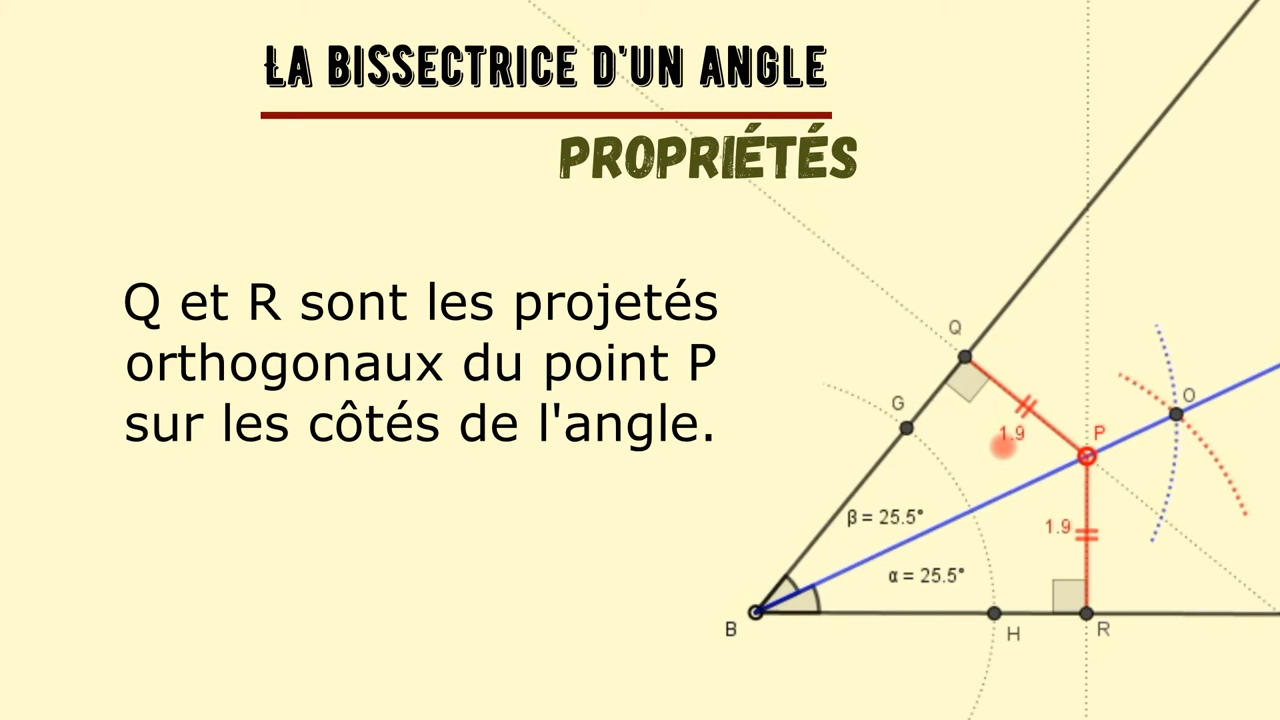 LA BISSECTRICE D'UN ANGLE
PROPRIÉTÉS
Q et R sont les projetés
orthogonaux du point P
sur les côtés de l'angle.
Q
G
O
P
1.9
β = 25.5°
1.9
α = 25.5°
B
H
R